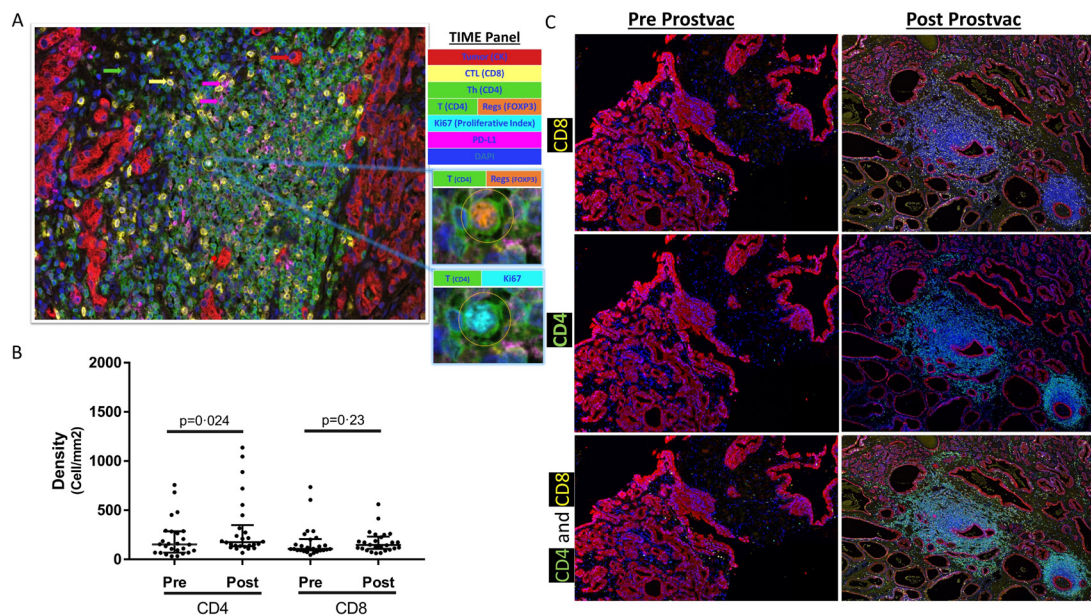 A
TIME Panel
Cancer (CK)
CTL (CD8)
Th (CD4)
T (CD4) Regs (FOXP3)
Ki67 (Proliferative Index)
PD-L1
DAPI
T (CD4) Regs (FOXP3)
T (CD4) Ki67
B
2000
1500
1000
500
0
Density
(Cell/mm2)
p=0·024
p=0·23
Pre Post Pre Post
CD4 CD8
C
Pre Prostvac Post Prostvac
CD8
CD4
CD4 and CD8